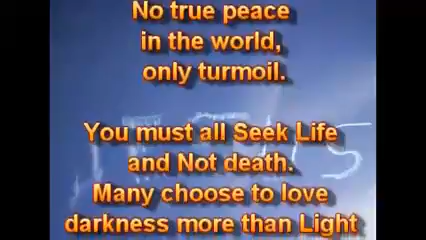 No true peace
in the world,
only turmoil.
You must all Seek Life
and Not death.
Many choose to love
darkness more than Light